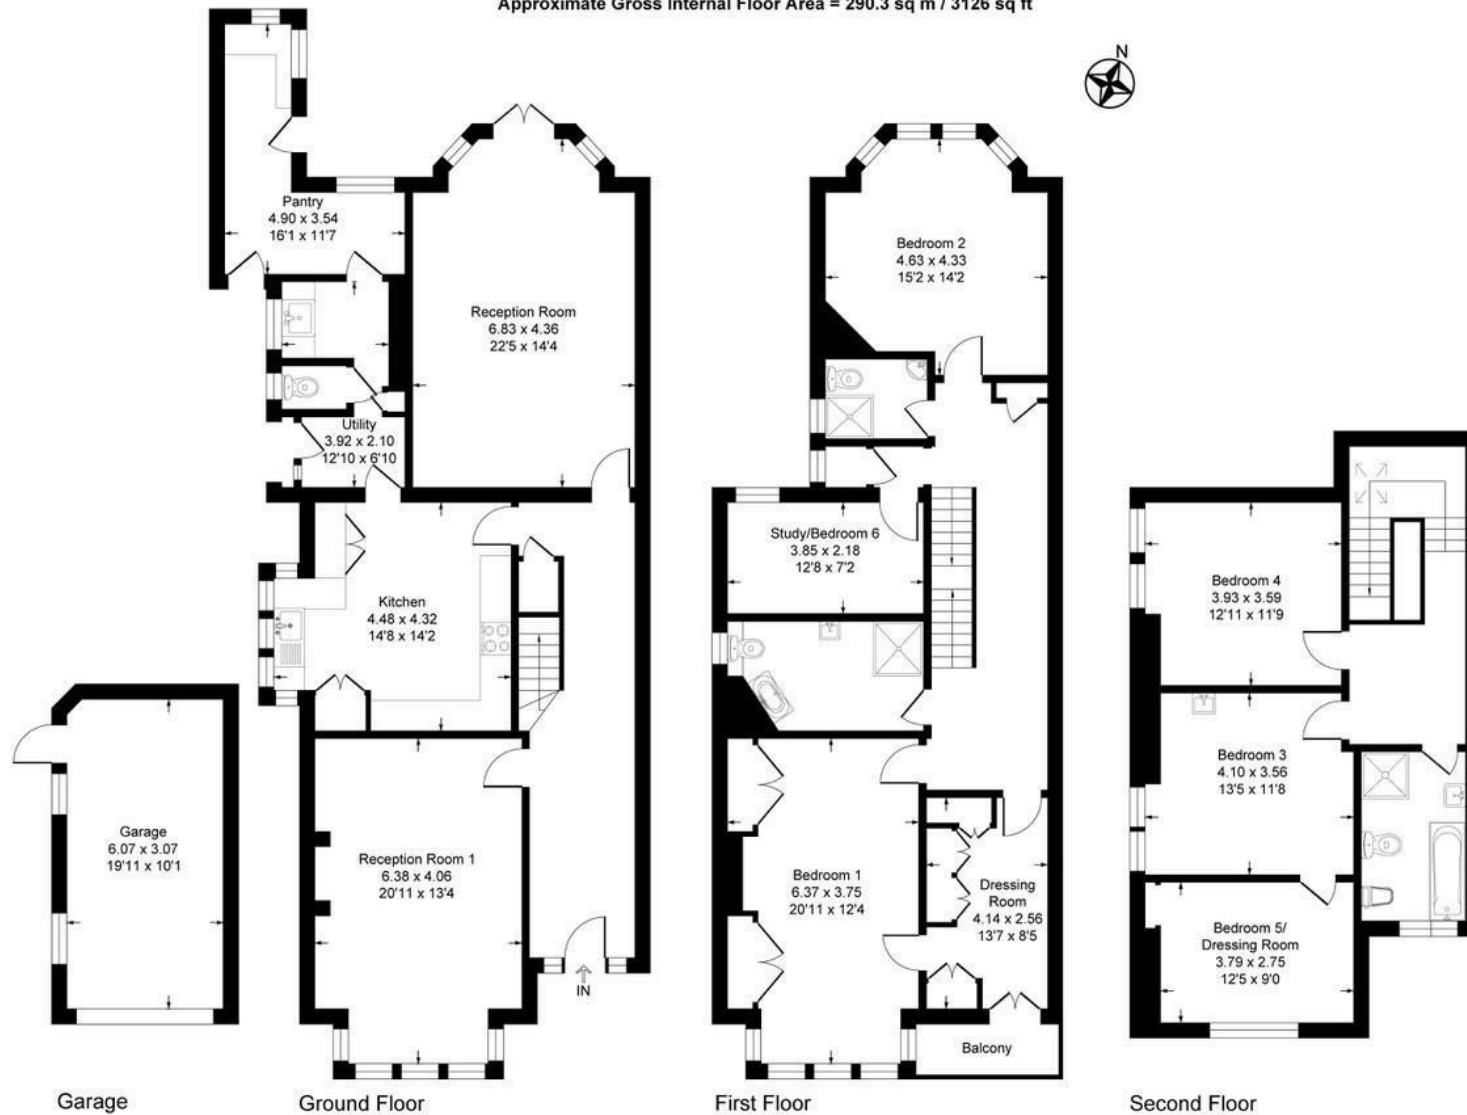 Approximate Gross Internal Floor Area = 290.3 sq m / 3126 sq ft
N
Pantry
4.90 x 3.54
16'1 x 11'7
Reception Room
6.83 x 4.36
22'5 x 14'4
Utility
3.92 x 2.10
12'10 x 6'10
Kitchen
4.48 x 4.32
14'8 x 14'2
Garage
6.07 x 3.07
19'11 x 10'1
Reception Room 1
6.38 x 4.06
20'11 x 13'4
IN
Bedroom 2
4.63 x 4.33
15'2 x 14'2
Study/Bedroom 6
3.85 x 2.18
12'8 x 7'2
Bedroom 1
6.37 x 3.75
20'11 x 12'4
Dressing
Room
4.14 x 2.56
13'7 x 8'5
Balcony
Bedroom 4
3.93 x 3.59
12'11 x 11'9
Bedroom 3
4.10 x 3.56
13'5 x 11'8
Bedroom 5/
Dressing Room
3.79 x 2.75
12'5 x 9'0
Garage
Ground Floor
First Floor
Second Floor